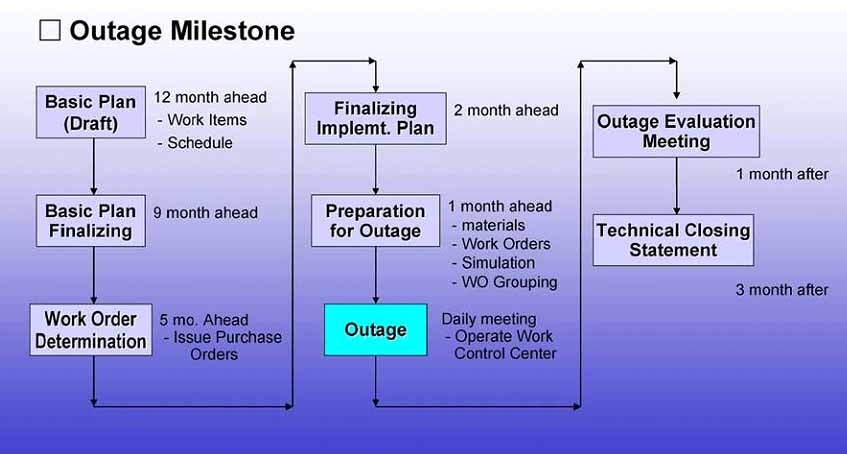 Outage Milestone
Basic Plan
(Draft)
12 month ahead
- Work Items
- Schedule
Basic Plan
Finalizing
9 month ahead
Work Order
Determination
5 mo. Ahead
- Issue Purchase
Orders
Finalizing
Implemt. Plan
2 month ahead
Preparation
for Outage
1 month ahead
- materials
- Work Orders
- Simulation
- WO Grouping
Outage
Daily meeting
- Operate Work
Control Center
Outage Evaluation
Meeting
1 month after
Technical Closing
Statement
3 month after